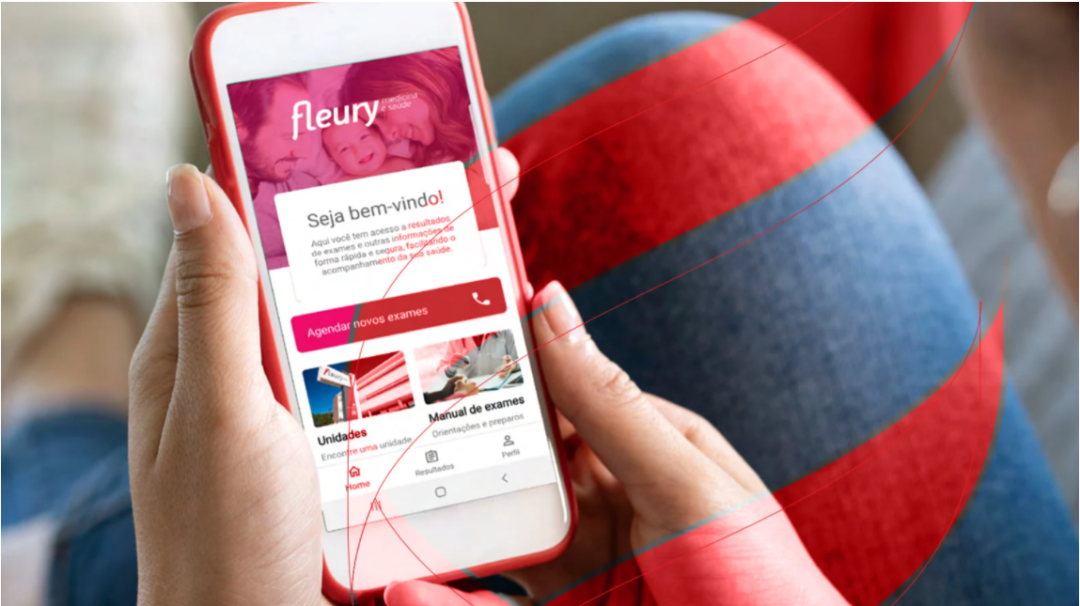 fleury medicina
e saúde
Seja bem-vindo!
Aqui você tem acesso a resultados
de exames e outras informações de
forma rápida e segura, facilitando o
acompanhamento da sua saúde.
Agendar novos exames
fleury
Unidades
Encontre uma unidade
Manual de exames
Orientações e preparos
Home
Resultados
Perfil